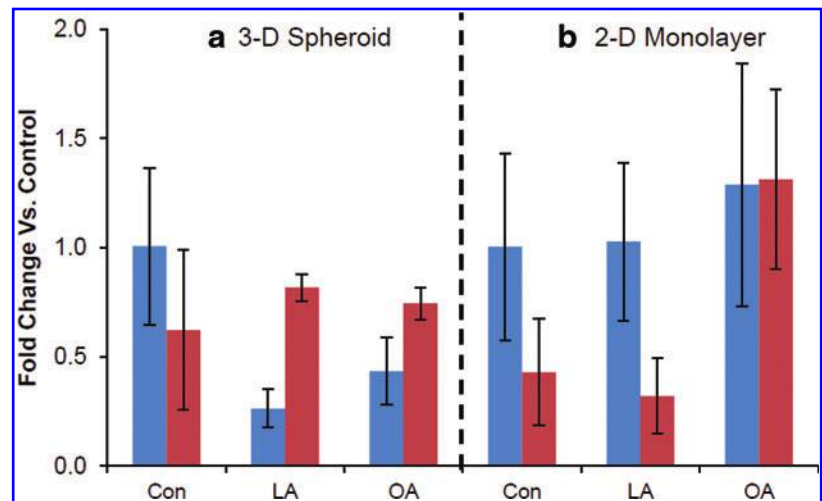 Fold Change Vs. Control
2.0
1.5
1.0
0.5
0.0
a 3-D Spheroid
b 2-D Monolayer
Con LA OA Con LA OA